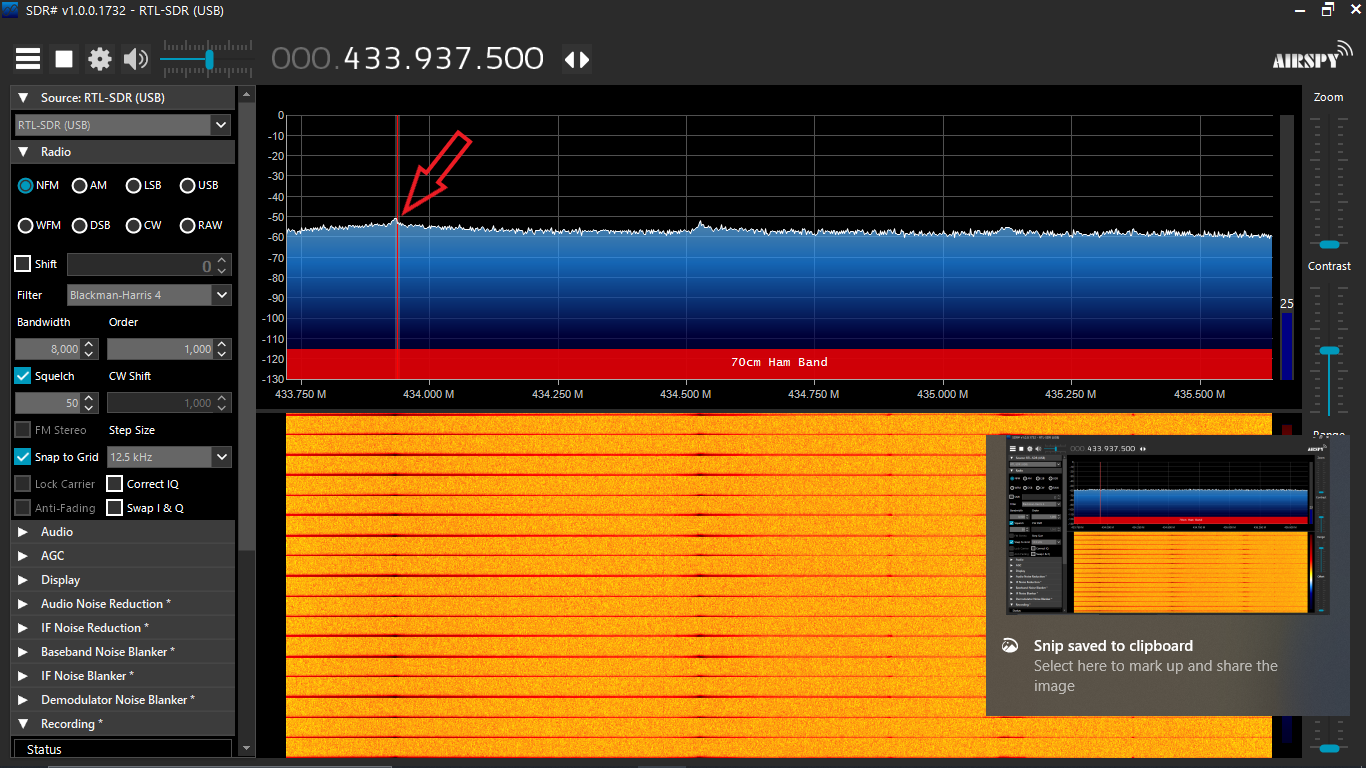 SDR# v1.0.0.1732 - RTL-SDR (USB)
000.433.937.500
AIRSPY
Source: RTL-SDR (USB)
RTL-SDR (USB)
Radio
NFM AM LSB USB
WFM DSB CW RAW
Shift 0
Filter Blackman-Harris 4
Bandwidth Order
8,000 1,000
Squelch CW Shift
50 1,000
FM Stereo Step Size
Snap to Grid 12.5 kHz
Lock Carrier Correct IQ
Anti-Fading Swap I & Q
Audio
AGC
Display
Audio Noise Reduction *
IF Noise Reduction *
Baseband Noise Blanker *
IF Noise Blanker *
Demodulator Noise Blanker *
Recording *
Status
0
-10
-20
-30
-40
-50
-60
-70
-80
-90
-100
-110
-120
-130
70cm Ham Band
433.750 M 434.000 M 434.250 M 434.500 M 434.750 M 435.000 M 435.250 M 435.500 M
25
Zoom
Contrast
Range
000.433.937.500
70cm Ham Band
Snip saved to clipboard
Select here to mark up and share the
image